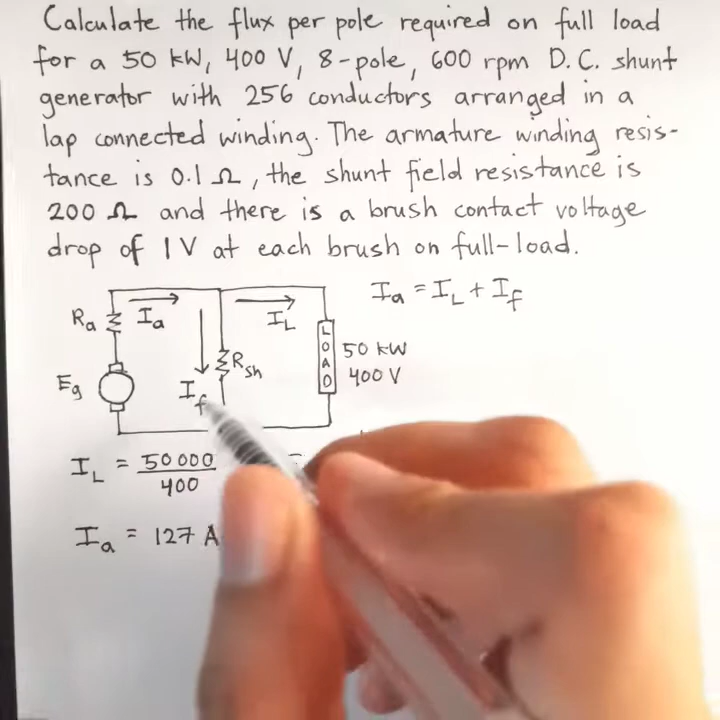 Calculate the flux per pole required on full load
for a 50 kW, 400 V, 8-pole, 600 rpm D.C. shunt
generator with 256 conductors arranged in a
lap connected winding. The armature winding resis-
tance is 0.1 Ω, the shunt field resistance is
200 Ω and there is a brush contact voltage
drop of 1 V at each brush on full-load.
Ia = IL + If
Ra
Ia
IL
Rsh
LOAD
50 kW
400 V
Eg
If
IL = 50 000
400
Ia = 127 A